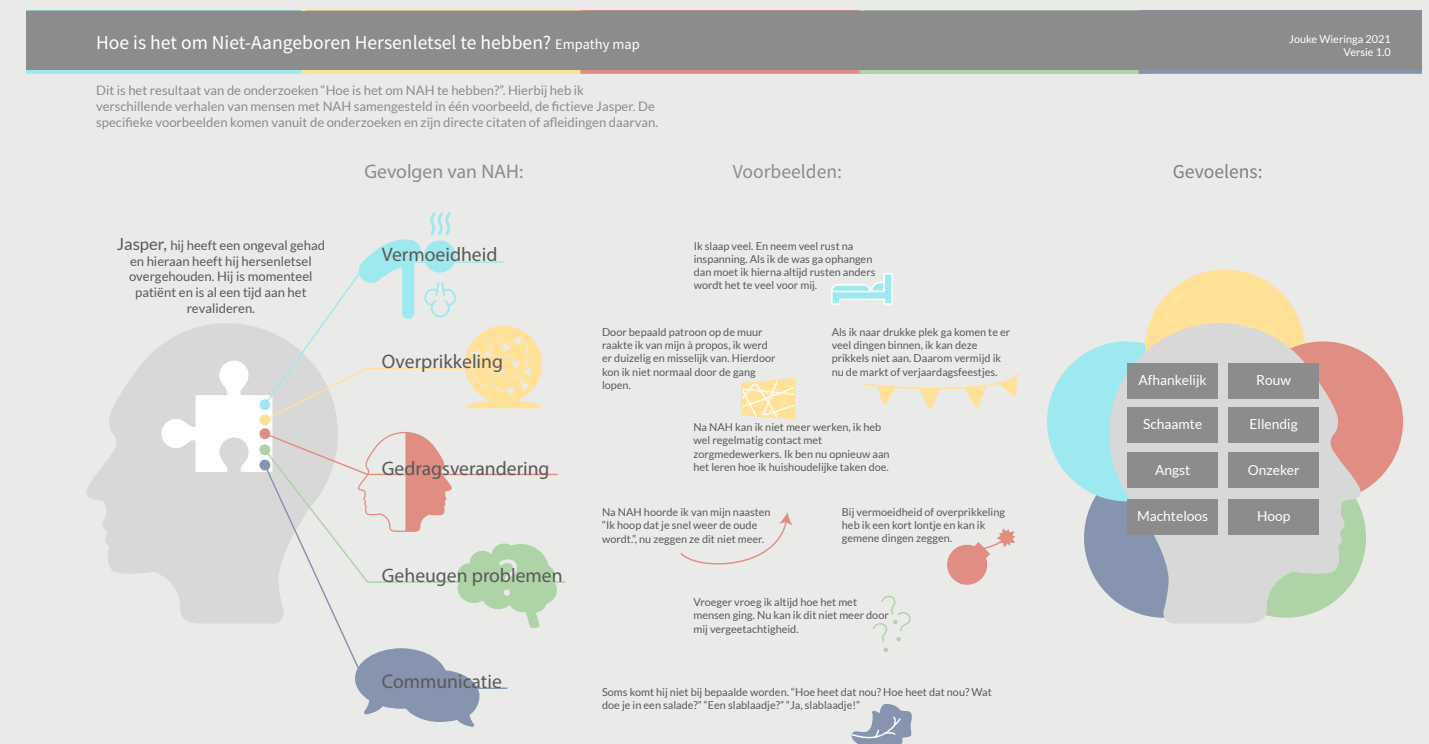 Hoe is het om Niet-Aangeboren Hersenletsel te hebben? Empathy map
Jouke Wieringa 2021
Versie 1.0
Dit is het resultaat van de onderzoeken “Hoe is het om NAH te hebben?”. Hierbij heb ik
verschillende verhalen van mensen met NAH samengesteld in één voorbeeld, de fictieve Jasper. De
specifieke voorbeelden komen vanuit de onderzoeken en zijn directe citaten of afleidingen daarvan.
Gevolgen van NAH:
Voorbeelden:
Gevoelens:
Jasper, hij heeft een ongeval gehad
en hieraan heeft hij hersenletsel
overgehouden. Hij is momenteel
patiënt en is al een tijd aan het
revalideren.
Vermoeidheid
Overprikkeling
Gedragsverandering
Geheugen problemen
Communicatie
Ik slaap veel. En neem veel rust na
inspanning. Als ik de was ga ophangen
dan moet ik hierna altijd rusten anders
wordt het te veel voor mij.
Door bepaald patroon op de muur
raakte ik van mijn à propos, ik werd
er duizelig en misselijk van. Hierdoor
kon ik niet normaal door de gang
lopen.
Als ik naar drukke plek ga komen te er
veel dingen binnen, ik kan deze
prikkels niet aan. Daarom vermijd ik
nu de markt of verjaardagsfeestjes.
Na NAH kan ik niet meer werken, ik heb
wel regelmatig contact met
zorgmedewerkers. Ik ben nu opnieuw aan
het leren hoe ik huishoudelijke taken doe.
Na NAH hoorde ik van mijn naasten
“Ik hoop dat je snel weer de oude
wordt.”, nu zeggen ze dit niet meer.
Bij vermoeidheid of overprikkeling
heb ik een kort lontje en kan ik
gemene dingen zeggen.
Vroeger vroeg ik altijd hoe het met
mensen ging. Nu kan ik dit niet meer door
mij vergeetachtigheid.
Soms komt hij niet bij bepaalde worden. “Hoe heet dat nou? Hoe heet dat nou? Wat
doe je in een salade?” “Een slablaadje?” “Ja, slablaadje!”
Afhankelijk
Rouw
Schaamte
Ellendig
Angst
Onzeker
Machteloos
Hoop